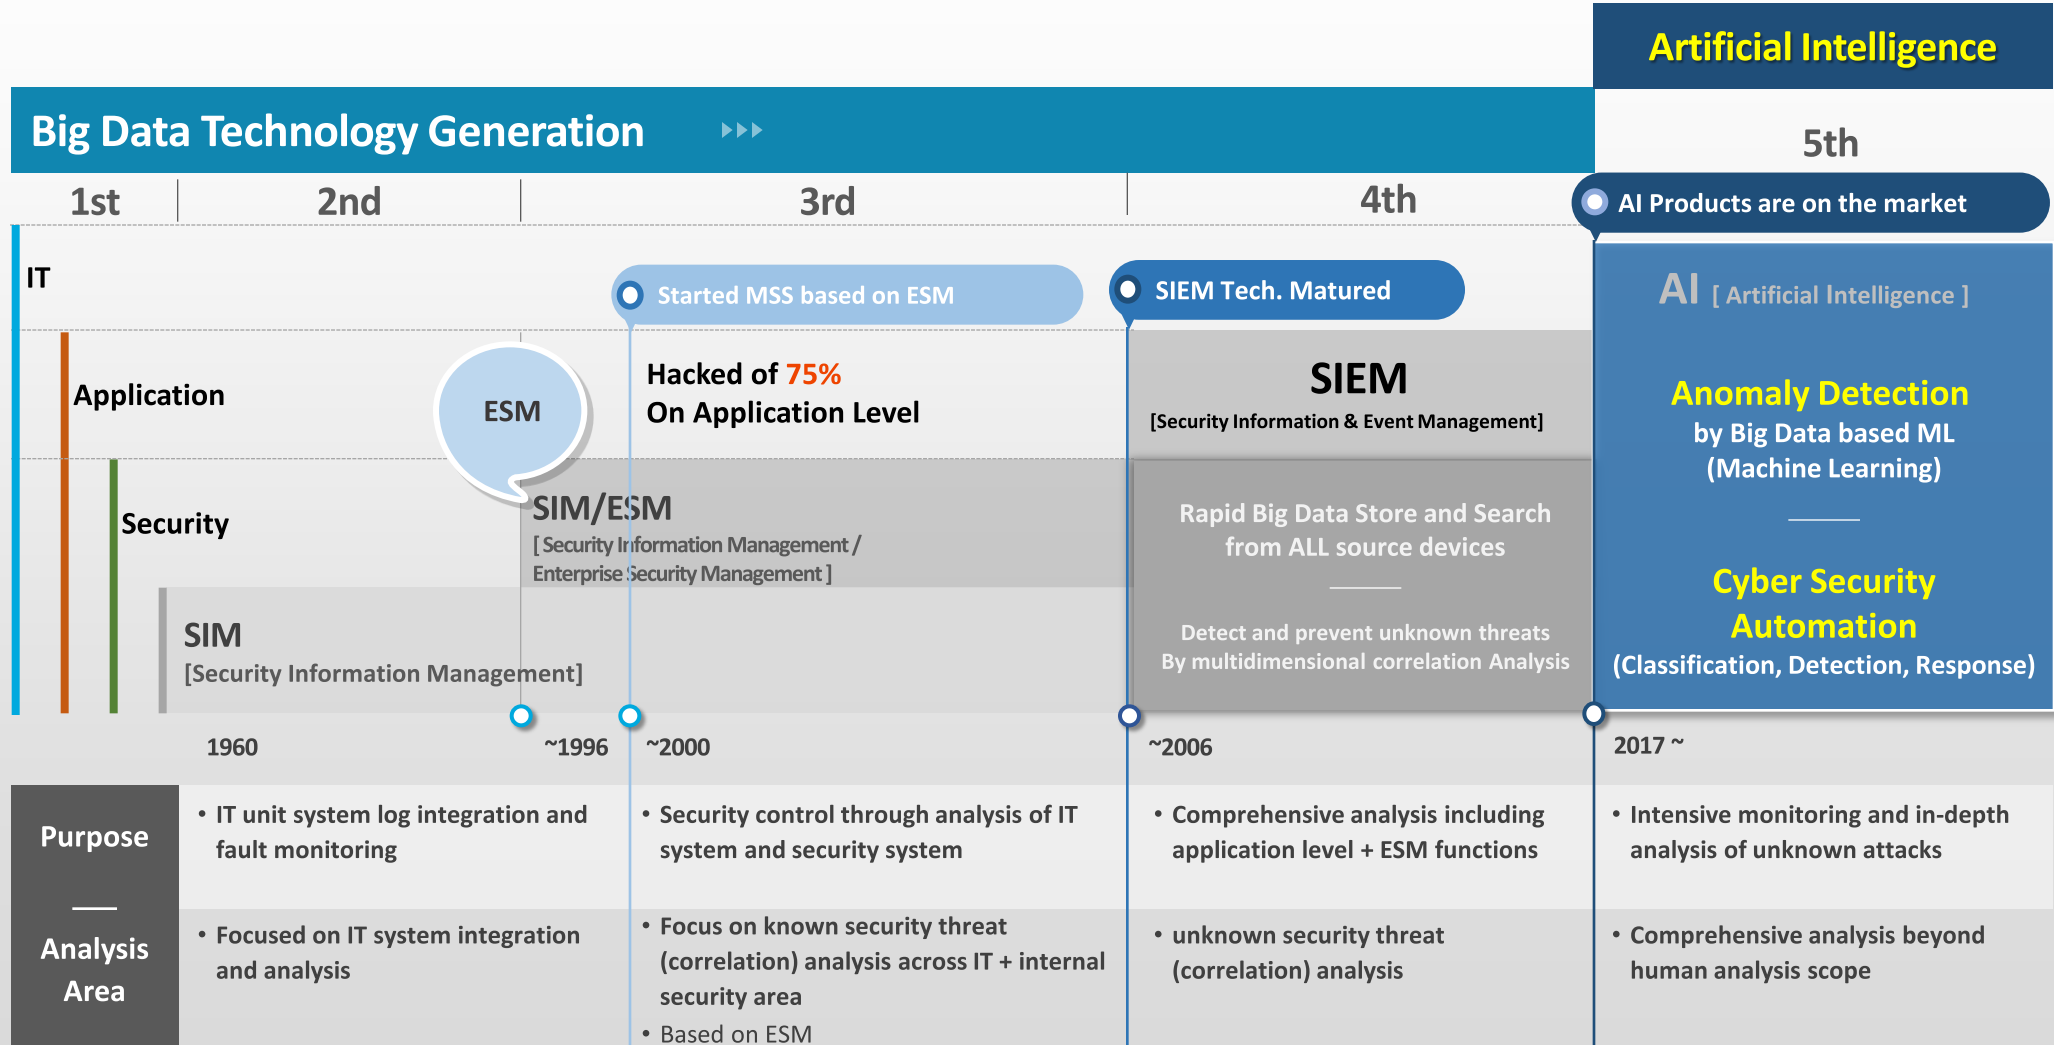 Artificial Intelligence
Big Data Technology Generation
5th
1st
2nd
3rd
4th
AI Products are on the market
IT
Started MSS based on ESM
SIEM Tech. Matured
AI [ Artificial Intelligence ]
Application
ESM
Hacked of 75%
On Application Level
SIEM
[Security Information & Event Management]
Anomaly Detection
by Big Data based ML
(Machine Learning)
Security
SIM/ESM
[ Security Information Management /
Enterprise Security Management ]
Rapid Big Data Store and Search
from ALL source devices
Detect and prevent unknown threats
By multidimensional correlation Analysis
Cyber Security
Automation
(Classification, Detection, Response)
SIM
[Security Information Management]
1960
~1996
~2000
~2006
2017 ~
Purpose
• IT unit system log integration and
fault monitoring
• Security control through analysis of IT
system and security system
• Comprehensive analysis including
application level + ESM functions
• Intensive monitoring and in-depth
analysis of unknown attacks
Analysis
Area
• Focused on IT system integration
and analysis
• Focus on known security threat
(correlation) analysis across IT + internal
security area
• Based on ESM
• unknown security threat
(correlation) analysis
• Comprehensive analysis beyond
human analysis scope